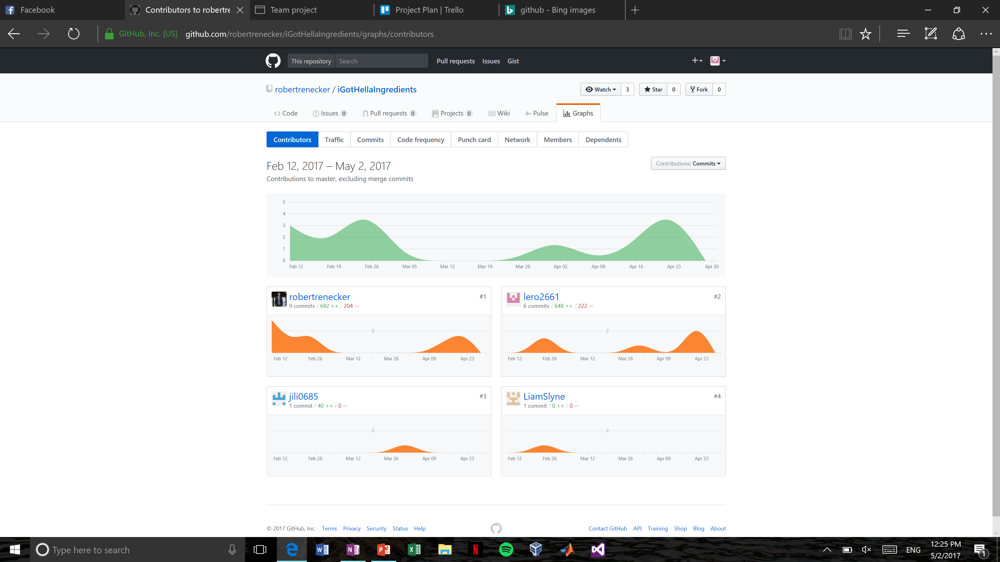 Facebook
Contributors to robertre
Team project
Project Plan | Trello
github - Bing images
GitHub, Inc. [US]
github.com/robertrenecker/iGotHellaIngredients/graphs/contributors
This repository
Search
Pull requests
Issues
Gist
robertrenecker / iGotHellaIngredients
Watch
3
Star
0
Fork
0
Code
Issues 0
Pull requests 0
Projects 0
Wiki
Pulse
Graphs
Contributors
Traffic
Commits
Code frequency
Punch card
Network
Members
Dependents
Feb 12, 2017 – May 2, 2017
Contributions: Commits
Contributions to master, excluding merge commits
5
4
3
2
1
0
Feb 12
Feb 19
Feb 26
Mar 05
Mar 12
Mar 19
Mar 26
Apr 02
Apr 09
Apr 16
Apr 23
Apr 30
robertrenecker
#1
9 commits / 682 ++ / 204 --
2
Feb 12
Feb 26
Mar 12
Mar 26
Apr 09
Apr 23
lero2661
#2
6 commits / 648 ++ / 222 --
2
Feb 12
Feb 26
Mar 12
Mar 26
Apr 09
Apr 23
jili0685
#3
1 commit / 40 ++ / 0 --
2
Feb 12
Feb 26
Mar 12
Mar 26
Apr 09
Apr 23
LiamSlyne
#4
1 commit / 0 ++ / 0 --
2
Feb 12
Feb 26
Mar 12
Mar 26
Apr 09
Apr 23
© 2017 GitHub, Inc.
Terms
Privacy
Security
Status
Help
Contact GitHub
API
Training
Shop
Blog
About
Type here to search
ENG
12:25 PM
5/2/2017
1